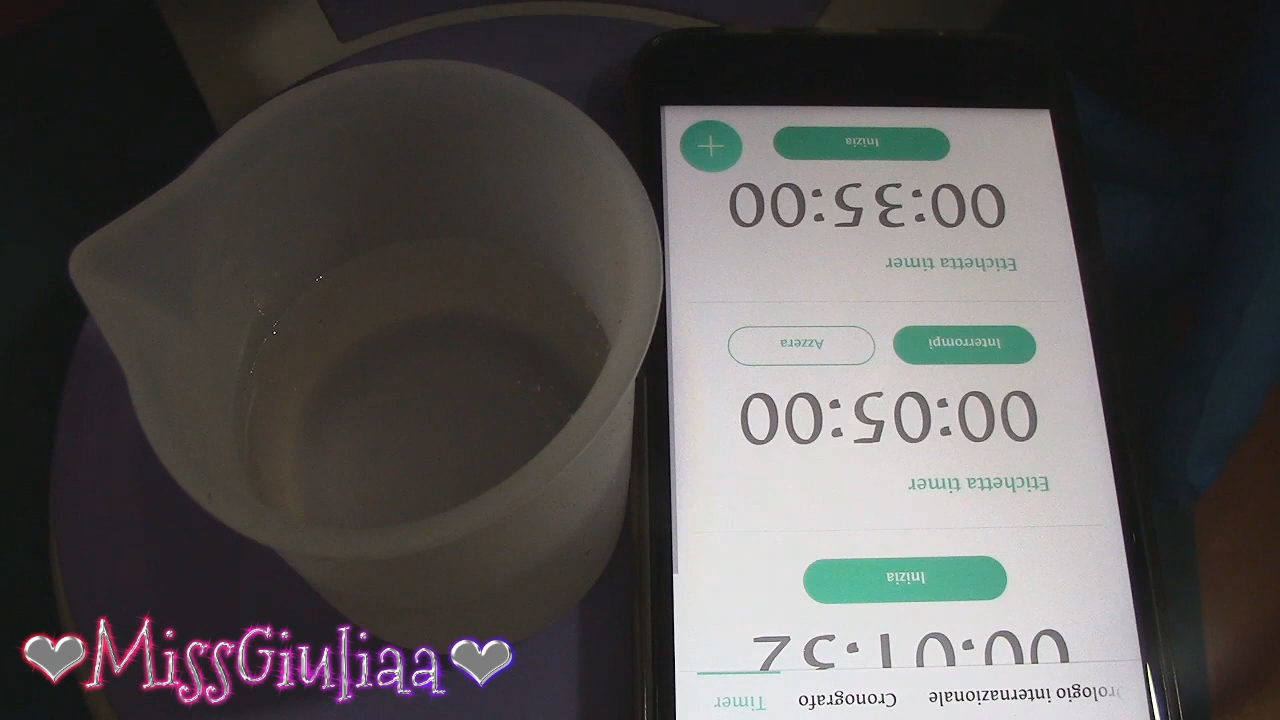 Orologio internazionale Cronografo Timer
00:01:52
Inizia
Etichetta timer
00:05:00
Interrompi Azzera
Etichetta timer
00:35:00
Inizia
❤MissGiuliaa❤